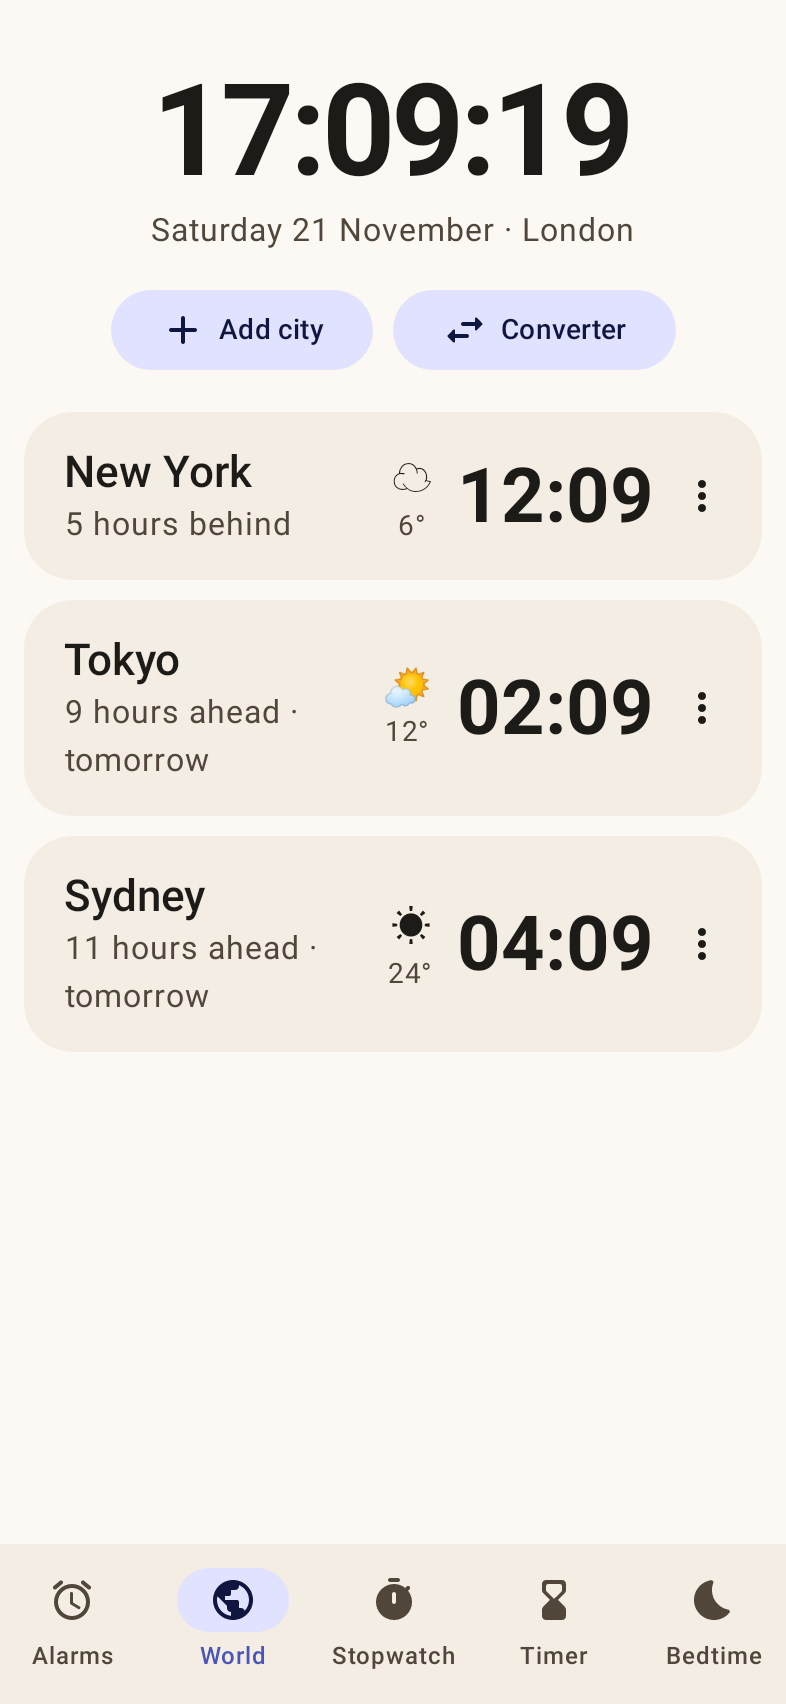 17:09:19
Saturday 21 November · London
Add city
Converter
New York
5 hours behind
6°
12:09
Tokyo
9 hours ahead ·
tomorrow
12°
02:09
Sydney
11 hours ahead ·
tomorrow
24°
04:09
Alarms
World
Stopwatch
Timer
Bedtime